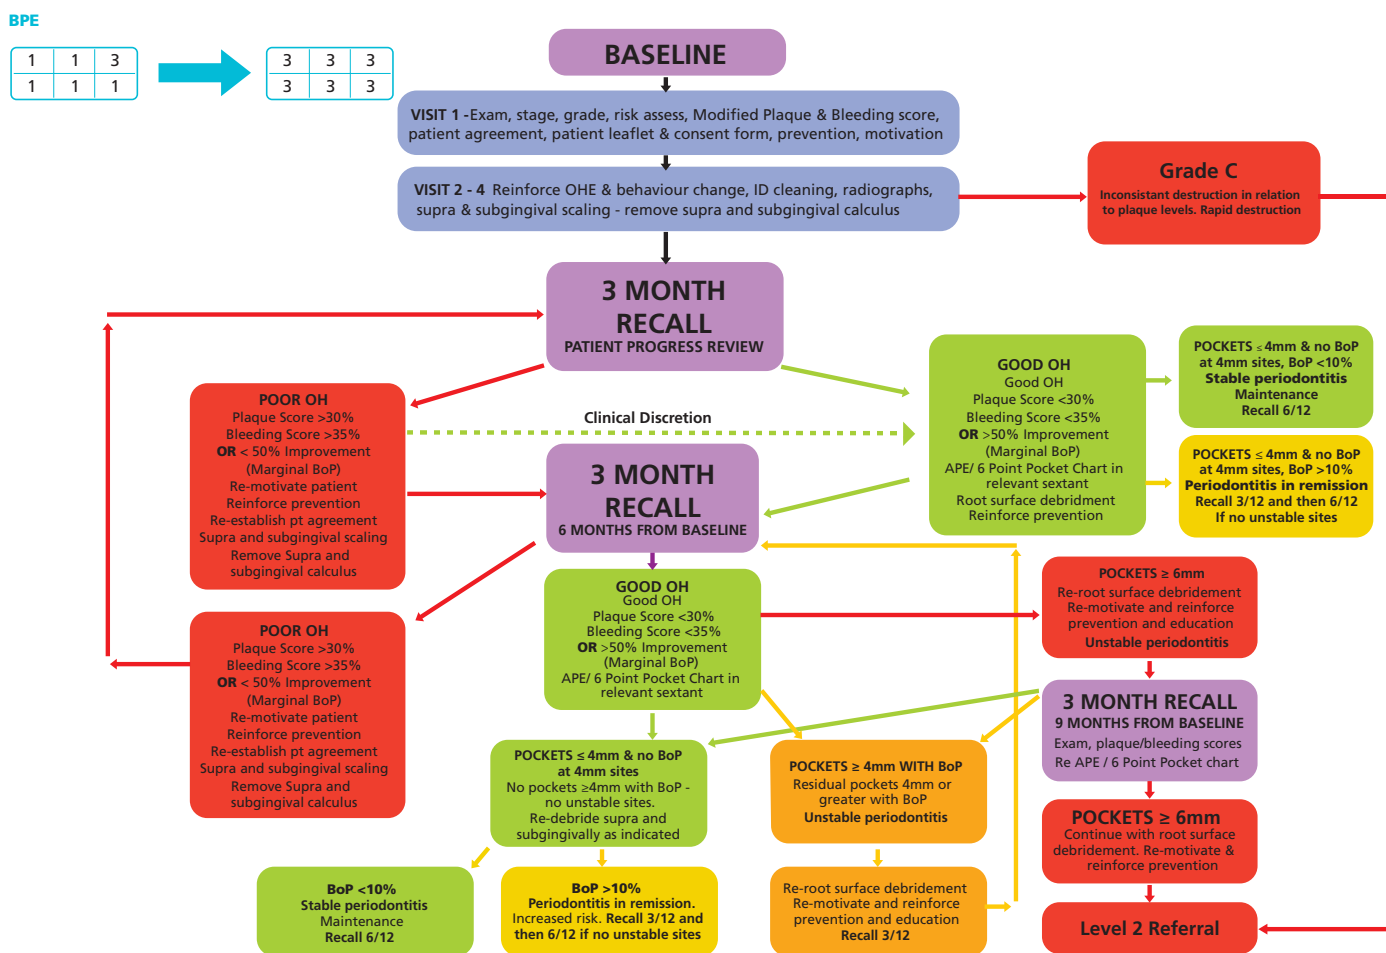 BPE
1 1 3
1 1 1
3 3 3
3 3 3
BASELINE
VISIT 1 -Exam, stage, grade, risk assess, Modified Plaque & Bleeding score,
patient agreement, patient leaflet & consent form, prevention, motivation
VISIT 2 - 4 Reinforce OHE & behaviour change, ID cleaning, radiographs,
supra & subgingival scaling - remove supra and subgingival calculus
Grade C
Inconsistant destruction in relation
to plaque levels. Rapid destruction
3 MONTH
RECALL
PATIENT PROGRESS REVIEW
POOR OH
Plaque Score >30%
Bleeding Score >35%
OR < 50% Improvement
(Marginal BoP)
Re-motivate patient
Reinforce prevention
Re-establish pt agreement
Supra and subgingival scaling
Remove Supra and
subgingival calculus
Clinical Discretion
GOOD OH
Good OH
Plaque Score <30%
Bleeding Score <35%
OR >50% Improvement
(Marginal BoP)
APE/ 6 Point Pocket Chart in
relevant sextant
Root surface debridment
Reinforce prevention
POCKETS ≤ 4mm & no BoP
at 4mm sites, BoP <10%
Stable periodontitis
Maintenance
Recall 6/12
POCKETS ≤ 4mm & no BoP
at 4mm sites, BoP >10%
Periodontitis in remission
Recall 3/12 and then 6/12
If no unstable sites
3 MONTH
RECALL
6 MONTHS FROM BASELINE
POOR OH
Plaque Score >30%
Bleeding Score >35%
OR < 50% Improvement
(Marginal BoP)
Re-motivate patient
Reinforce prevention
Re-establish pt agreement
Supra and subgingival scaling
Remove Supra and
subgingival calculus
GOOD OH
Good OH
Plaque Score <30%
Bleeding Score <35%
OR >50% Improvement
(Marginal BoP)
APE/ 6 Point Pocket Chart in
relevant sextant
POCKETS ≥ 6mm
Re-root surface debridement
Re-motivate and reinforce
prevention and education
Unstable periodontitis
3 MONTH RECALL
9 MONTHS FROM BASELINE
Exam, plaque/bleeding scores
Re APE / 6 Point Pocket chart
POCKETS ≤ 4mm & no BoP
at 4mm sites
No pockets ≥4mm with BoP -
no unstable sites.
Re-debride supra and
subgingivally as indicated
POCKETS ≥ 4mm WITH BoP
Residual pockets 4mm or
greater with BoP
Unstable periodontitis
POCKETS ≥ 6mm
Continue with root surface
debridement. Re-motivate &
reinforce prevention
BoP <10%
Stable periodontitis
Maintenance
Recall 6/12
BoP >10%
Periodontitis in remission.
Increased risk. Recall 3/12 and
then 6/12 if no unstable sites
Re-root surface debridement
Re-motivate and reinforce
prevention and education
Recall 3/12
Level 2 Referral